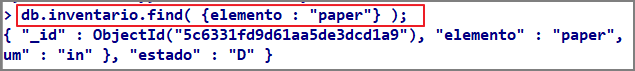 > db.inventario.find( {elemento : "paper"} );
{ "_id" : ObjectId("5c6331fd9d61aa5de3dcd1a9"), "elemento" : "paper",
um" : "in" }, "estado" : "D" }